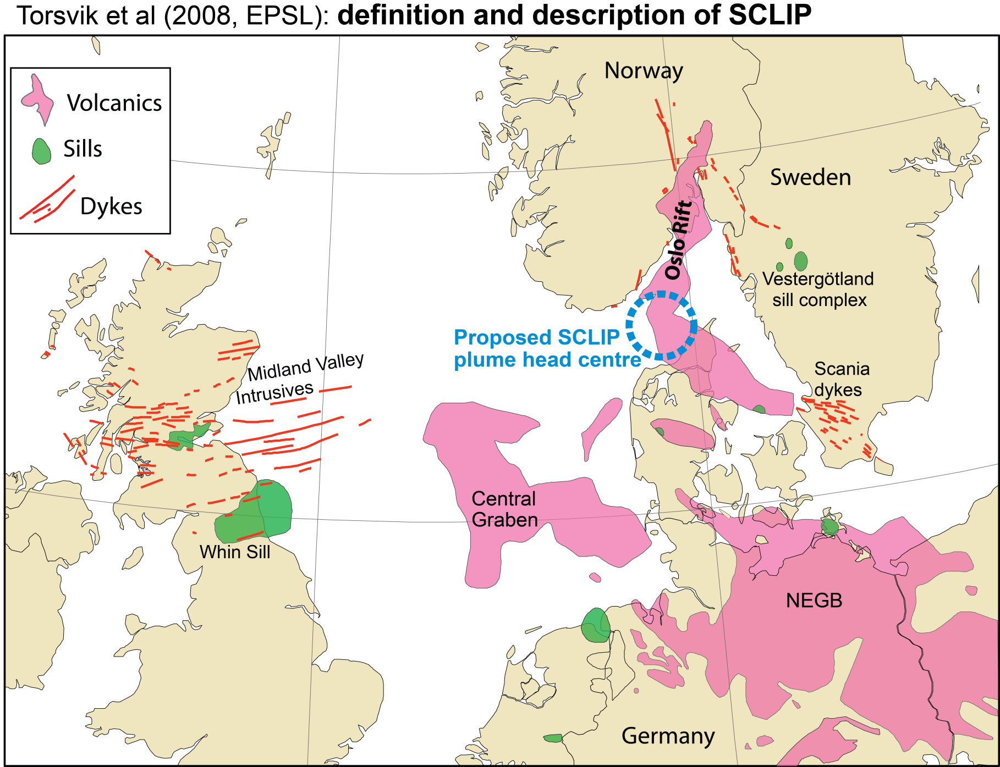 Torsvik et al (2008, EPSL): definition and description of SCLIP
Volcanics
Sills
Dykes
Norway
Sweden
Oslo Rift
Vestergötland
sill complex
Proposed SCLIP
plume head centre
Midland Valley
Intrusives
Scania
dykes
Central
Graben
Whin Sill
NEGB
Germany